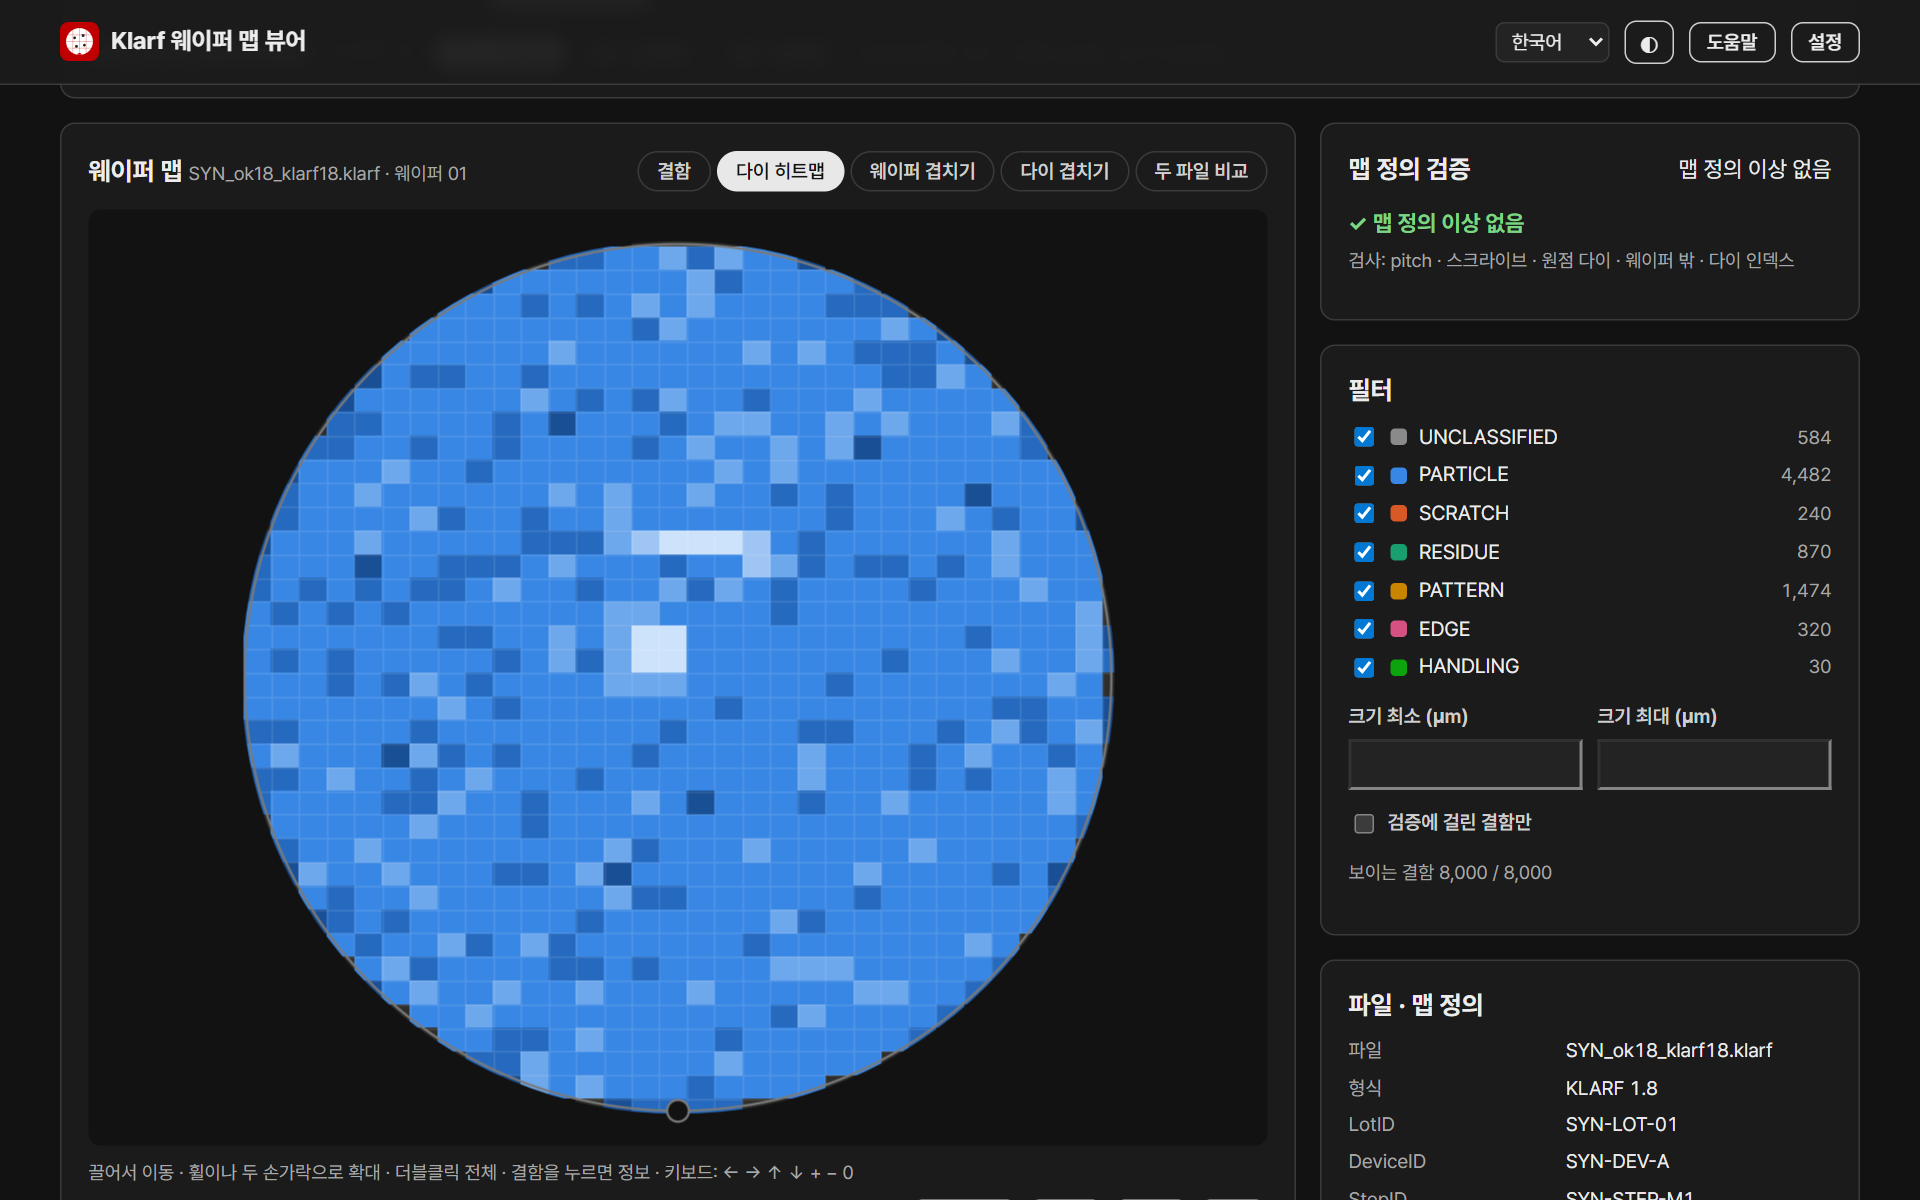 Klarf 웨이퍼 맵 뷰어
한국어
도움말
설정
웨이퍼 맵 SYN_ok18_klarf18.klarf · 웨이퍼 01
결함
다이 히트맵
웨이퍼 겹치기
다이 겹치기
두 파일 비교
끌어서 이동 · 휠이나 두 손가락으로 확대 · 더블클릭 전체 · 결함을 누르면 정보 · 키보드: ← → ↑ ↓ + − 0
맵 정의 검증
맵 정의 이상 없음
✓ 맵 정의 이상 없음
검사: pitch · 스크라이브 · 원점 다이 · 웨이퍼 밖 · 다이 인덱스
필터
UNCLASSIFIED 584
PARTICLE 4,482
SCRATCH 240
RESIDUE 870
PATTERN 1,474
EDGE 320
HANDLING 30
크기 최소 (µm)
크기 최대 (µm)
검증에 걸린 결함만
보이는 결함 8,000 / 8,000
파일 · 맵 정의
파일 SYN_ok18_klarf18.klarf
형식 KLARF 1.8
LotID SYN-LOT-01
DeviceID SYN-DEV-A
StepID SYN-STEP-M1